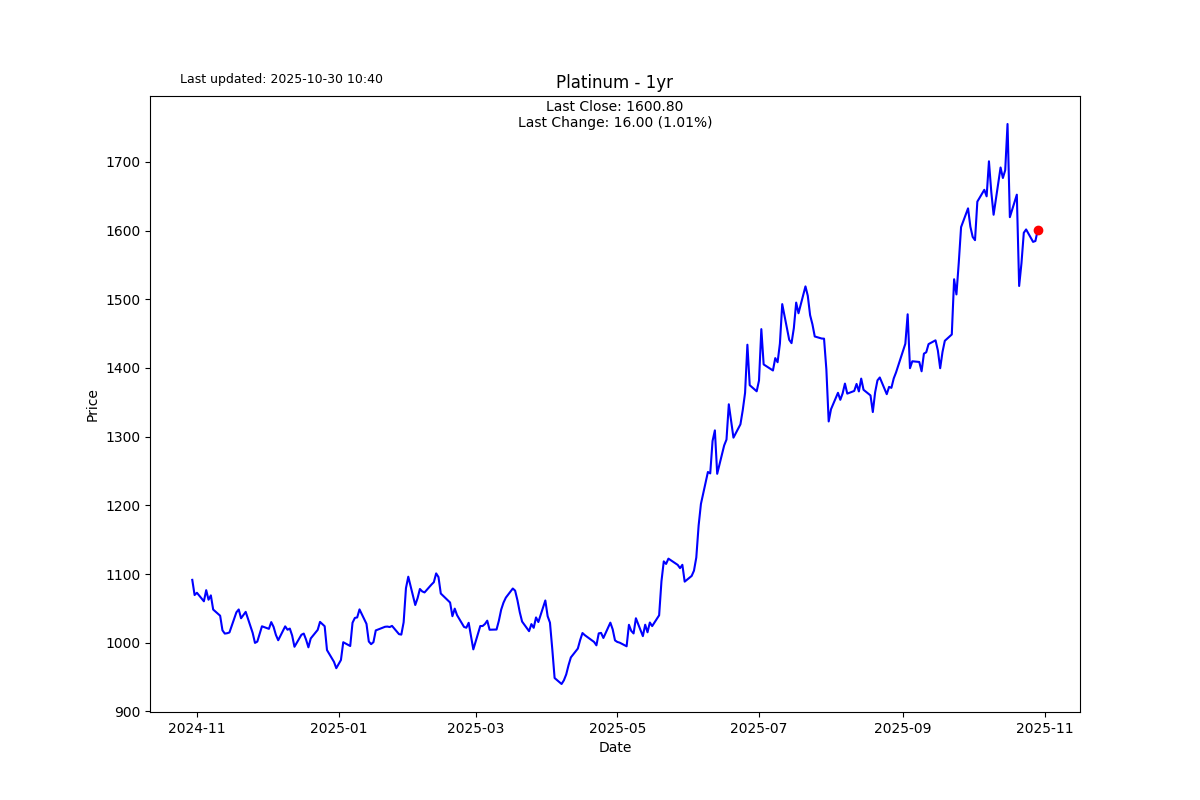 Last updated: 2025-10-30 10:40
Platinum - 1yr
Last Close: 1600.80
Last Change: 16.00 (1.01%)
Price
1700
1600
1500
1400
1300
1200
1100
1000
900
2024-11 2025-01 2025-03 2025-05 2025-07 2025-09 2025-11
Date